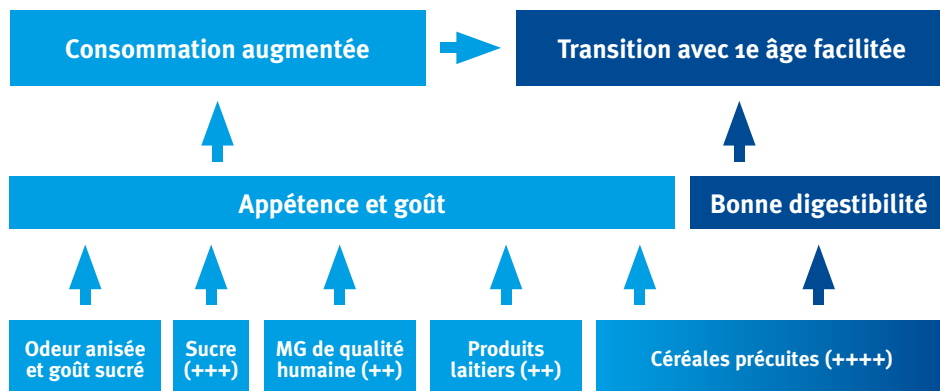 Consommation augmentée
Transition avec 1e âge facilitée
Appétence et goût
Bonne digestibilité
Odeur anisée
et goût sucré
Sucre
(+++)
MG de qualité
humaine (++)
Produits
laitiers (++)
Céréales précuites (++++)